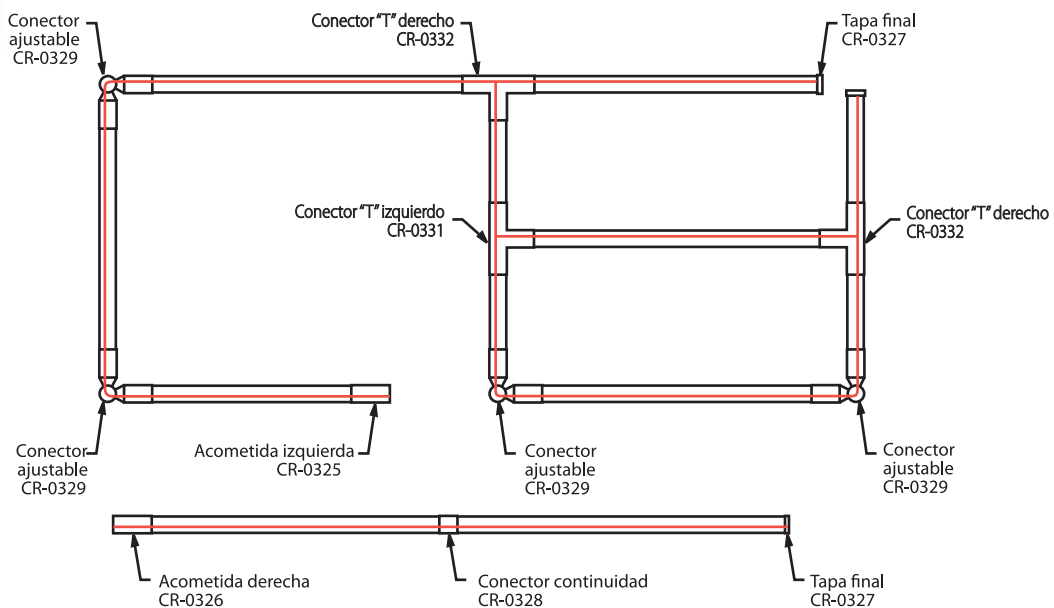 Conector
ajustable
CR-0329
Conector "T" derecho
CR-0332
Tapa final
CR-0327
Conector "T" izquierdo
CR-0331
Conector "T" derecho
CR-0332
Conector
ajustable
CR-0329
Acometida izquierda
CR-0325
Conector
ajustable
CR-0329
Conector
ajustable
CR-0329
Acometida derecha
CR-0326
Conector continuidad
CR-0328
Tapa final
CR-0327